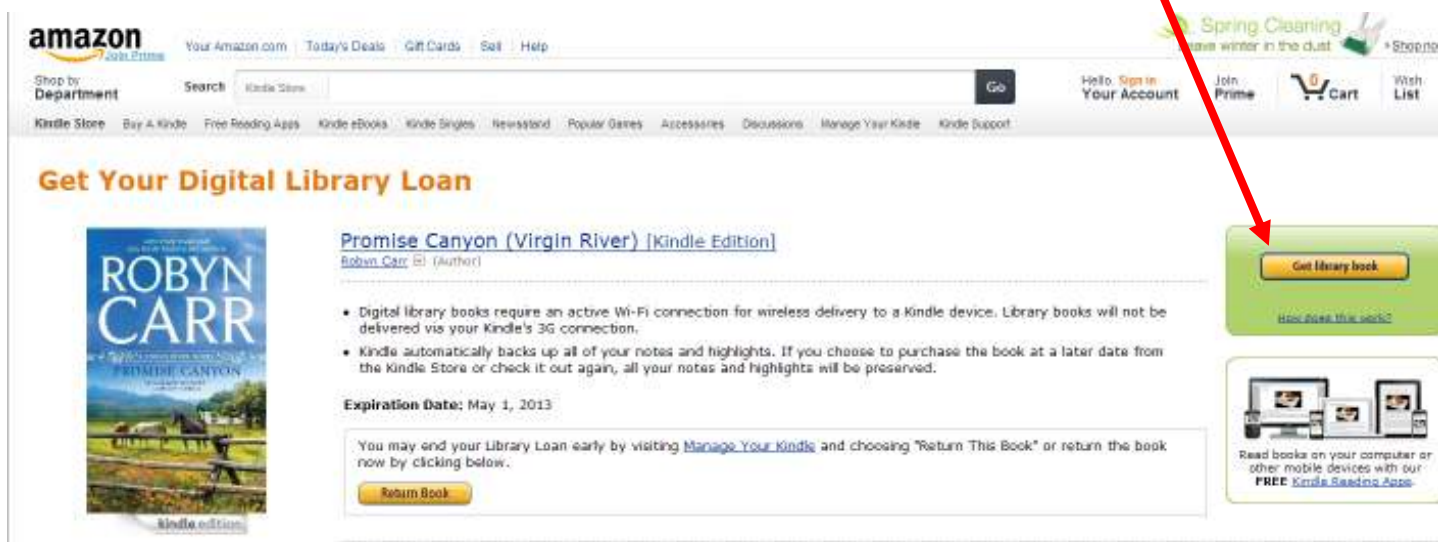 amazon
Join Prime
Your Amazon.com Today's Deals Gift Cards Sell Help
Spring Cleaning
Leave winter in the dust
Shop no
Shop by
Department
Search Kindle Store Go
Hello. Sign in
Your Account
Join
Prime
0
Cart
Wish
List
Kindle Store Buy A Kindle Free Reading Apps Kindle eBooks Kindle Singles Newsstand Popular Games Accessories Discussions Manage Your Kindle Kindle Support
Get Your Digital Library Loan
ROBYN
CARR
PROMISE CANYON
kindle edition
Promise Canyon (Virgin River) [Kindle Edition]
Robyn Carr (Author)
• Digital library books require an active Wi-Fi connection for wireless delivery to a Kindle device. Library books will not be
delivered via your Kindle's 3G connection.
• Kindle automatically backs up all of your notes and highlights. If you choose to purchase the book at a later date from
the Kindle Store or check it out again, all your notes and highlights will be preserved.
Expiration Date: May 1, 2013
You may end your Library Loan early by visiting Manage Your Kindle and choosing "Return This Book" or return the book
now by clicking below.
Return Book
Get library book
How does this work?
Read books on your computer or
other mobile devices with our
FREE Kindle Reading Apps.